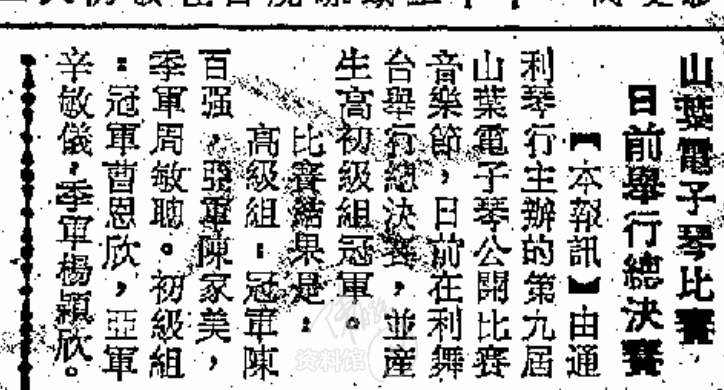 山葉電子琴比賽
日前舉行總決賽
【本報訊】由通
利琴行主辦的第九屆
山葉電子琴公開比賽
音樂節，日前在利舞
台舉行總決賽，並產
生高初級組冠軍。
比賽結果是：
高級組：冠軍陳
百强，亞軍陳家美，
季軍周敏聰。初級組
：冠軍曹恩欣，亞軍
辛敏儀，季軍楊穎欣。
资料馆